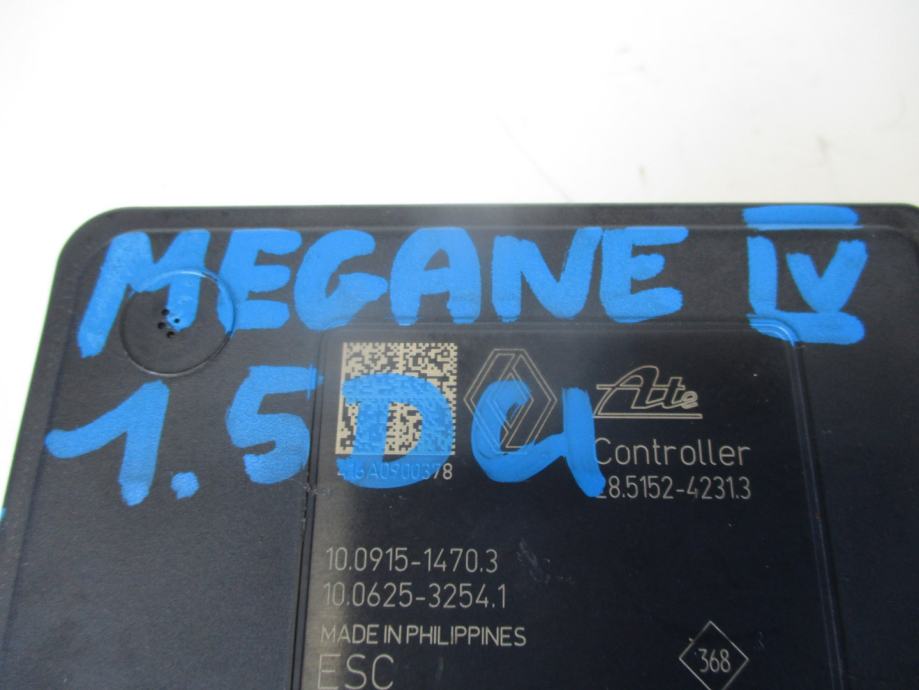 MEGANE IV
1.5 DCI
Ate
Controller
28.5152-4231.3
10.0915-1470.3
10.0625-3254.1
MADE IN PHILIPPINES
ESC
368